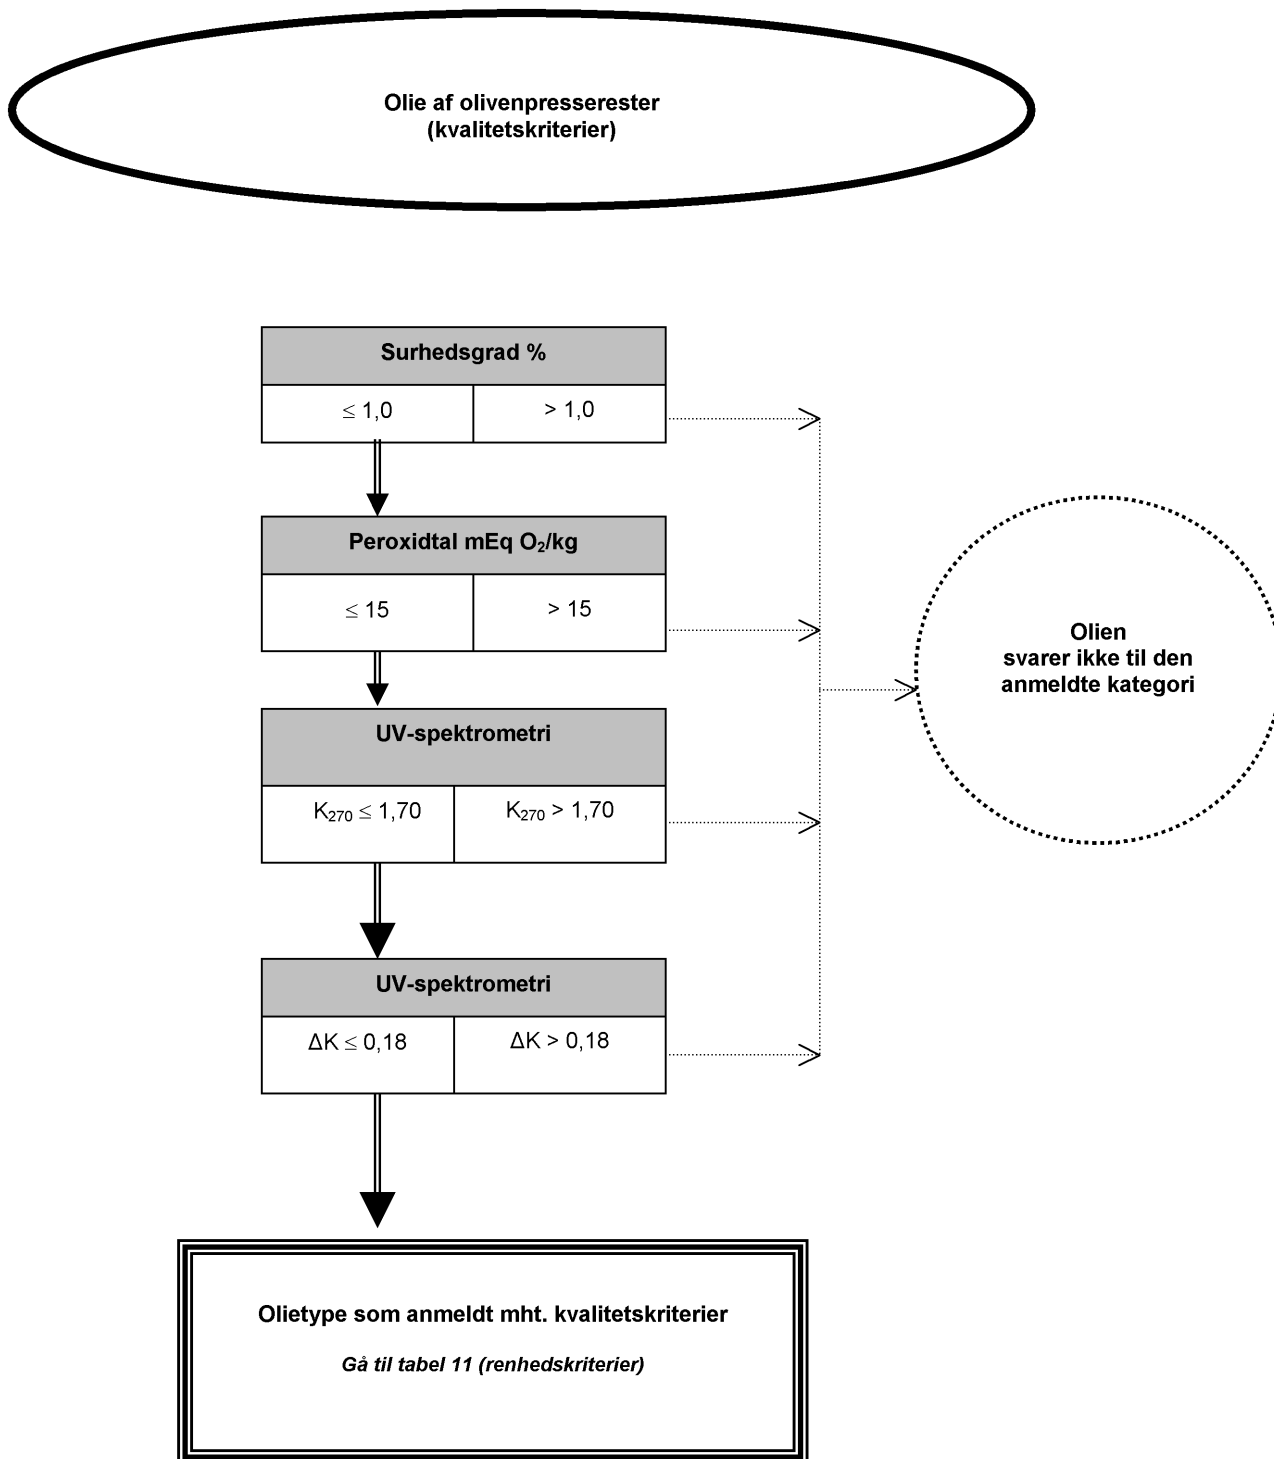 Olie af olivenpresserester
(kvalitetskriterier)
Surhedsgrad %
≤ 1,0 > 1,0
Peroxidtal mEq O₂/kg
≤ 15 > 15
UV-spektrometri
K₂₇₀ ≤ 1,70 K₂₇₀ > 1,70
UV-spektrometri
ΔK ≤ 0,18 ΔK > 0,18
Olien
svarer ikke til den
anmeldte kategori
Olietype som anmeldt mht. kvalitetskriterier
Gå til tabel 11 (renhedskriterier)